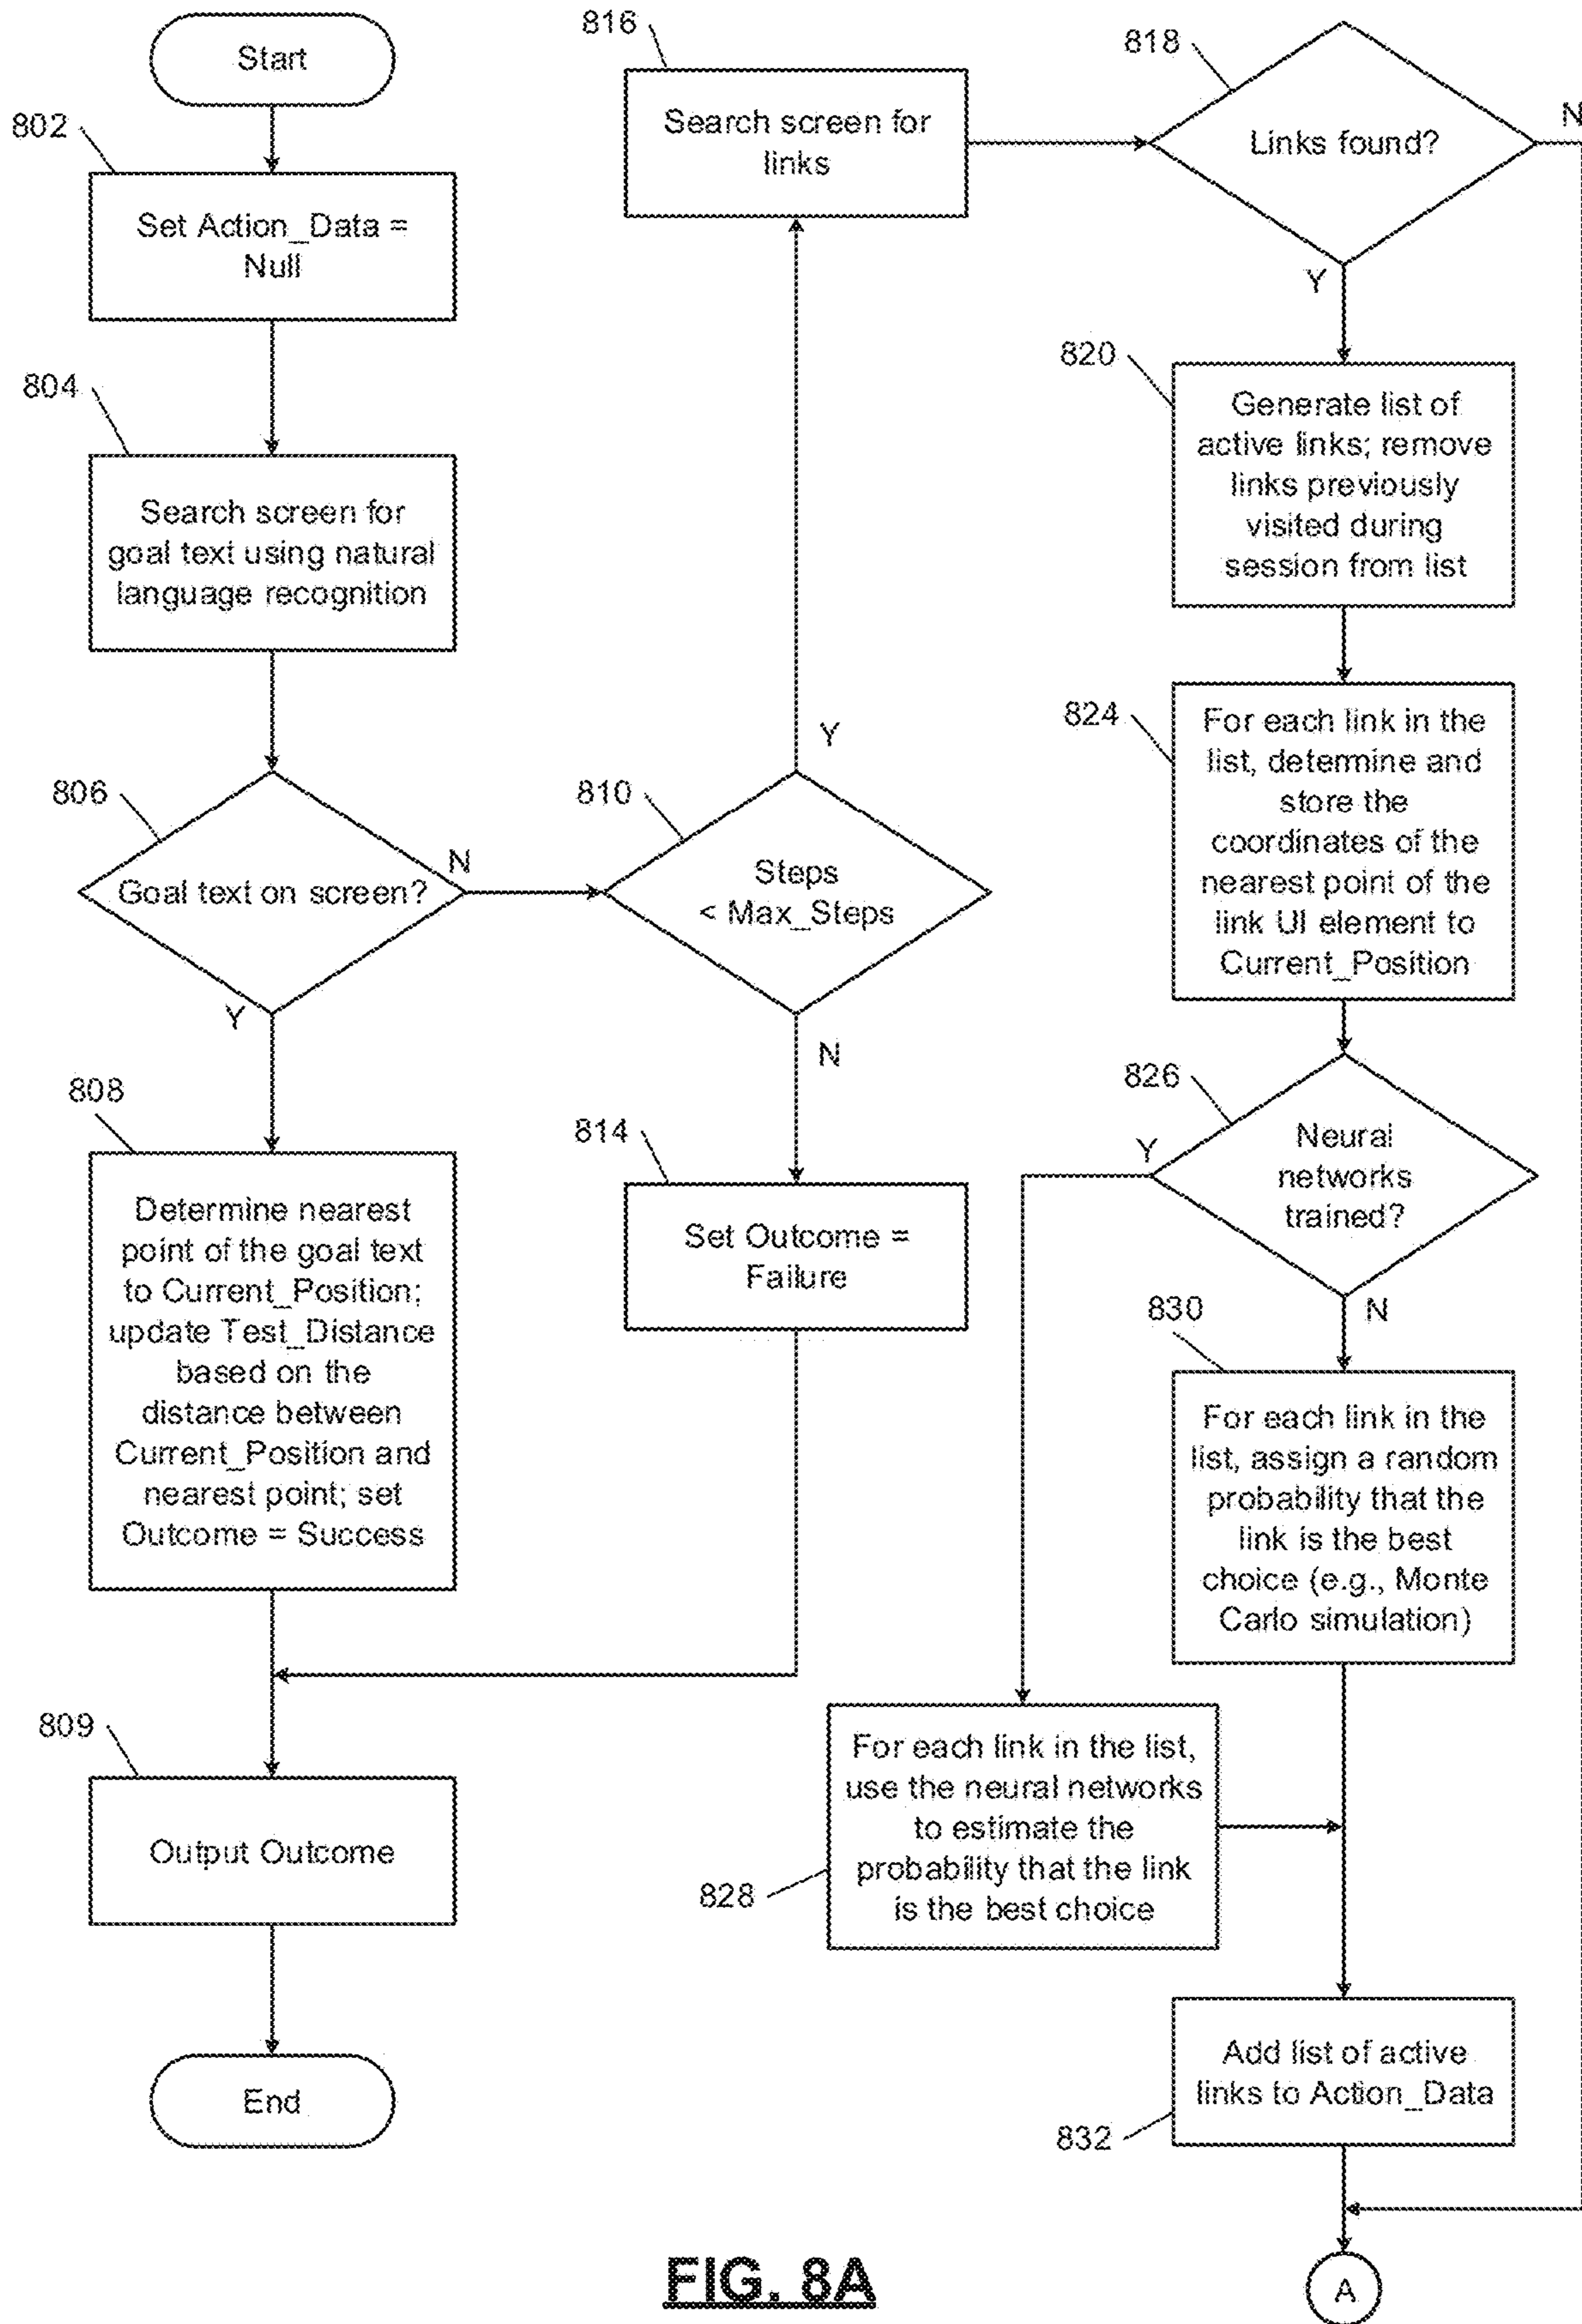 Start
802
Set Action_Data =
Null
804
Search screen for
goal text using natural
language recognition
806
Goal text on screen?
N
Y
808
Determine nearest
point of the goal text
to Current_Position;
update Test_Distance
based on the
distance between
Current_Position and
nearest point; set
Outcome = Success
809
Output Outcome
End
810
Steps
< Max_Steps
Y
N
814
Set Outcome =
Failure
816
Search screen for
links
818
Links found?
N
Y
820
Generate list of
active links; remove
links previously
visited during
session from list
824
For each link in the
list, determine and
store the
coordinates of the
nearest point of the
link UI element to
Current_Position
826
Neural
networks
trained?
Y
N
830
For each link in the
list, assign a random
probability that the
link is the best
choice (e.g., Monte
Carlo simulation)
828
For each link in the list,
use the neural networks
to estimate the
probability that the link
is the best choice
832
Add list of active
links to Action_Data
A
FIG. 8A